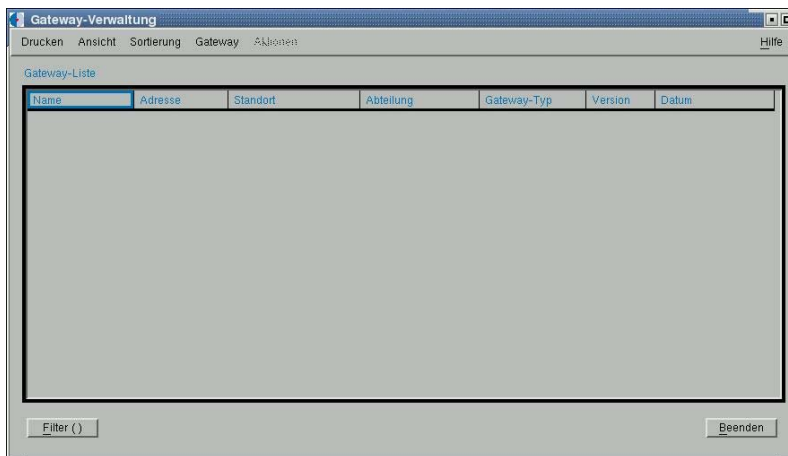 Gateway-Verwaltung
Drucken Ansicht Sortierung Gateway Aktionen Hilfe
Gateway-Liste
Name Adresse Standort Abteilung Gateway-Typ Version Datum
Filter ( ) Beenden